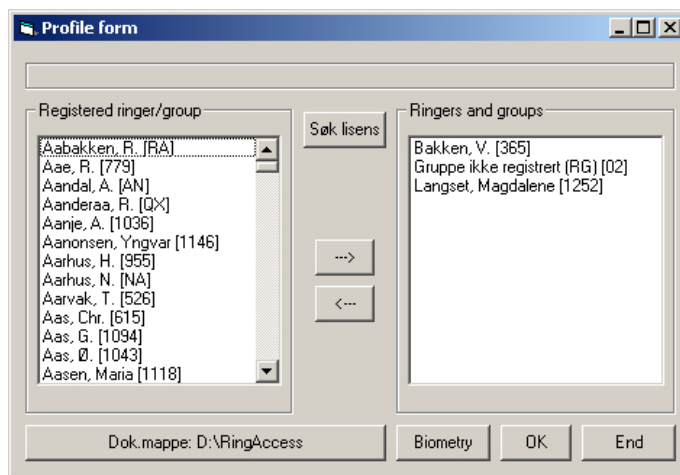 Profile form
Registered ringer/group
Aabakken, R. [RA]
Aae, R. [779]
Aandal, A. [AN]
Aanderaa, R. [QX]
Aanje, A. [1036]
Aanonsen, Yngvar [1146]
Aarhus, H. [955]
Aarhus, N. [NA]
Aarvak, T. [526]
Aas, Chr. [615]
Aas, G. [1094]
Aas, Ø. [1043]
Aasen, Maria [1118]
Søk lisens
--->
<---
Ringers and groups
Bakken, V. [365]
Gruppe ikke registrert (RG) [02]
Langset, Magdalene [1252]
Dok.mappe: D:\RingAccess
Biometry
OK
End